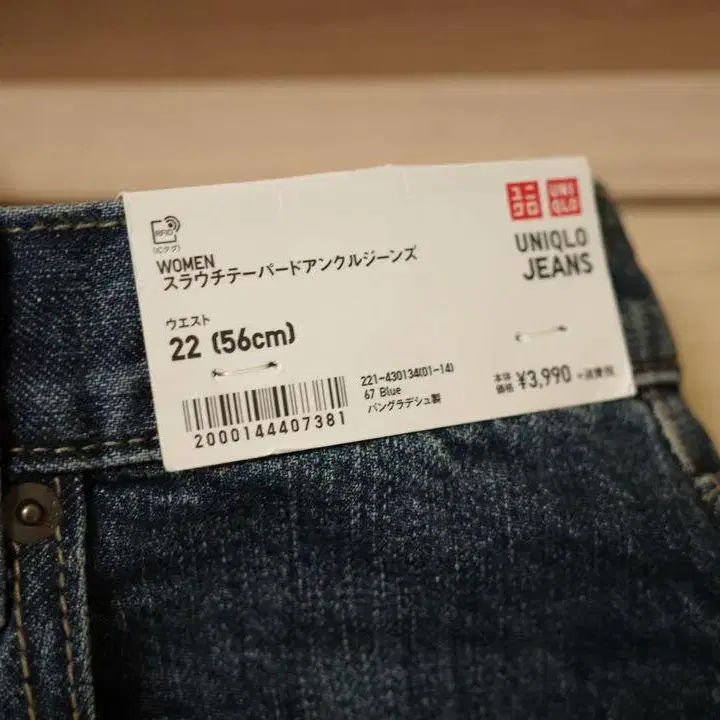 RFID
(ICタグ)
WOMEN
スラウチテーパードアンクルジーンズ
ユニ
クロ
UNI
QLO
UNIQLO
JEANS
ウエスト
22 (56cm)
2000144407381
221-430134(01-14)
67 Blue
バングラデシュ製
本体
価格 ¥3,990 +消費税